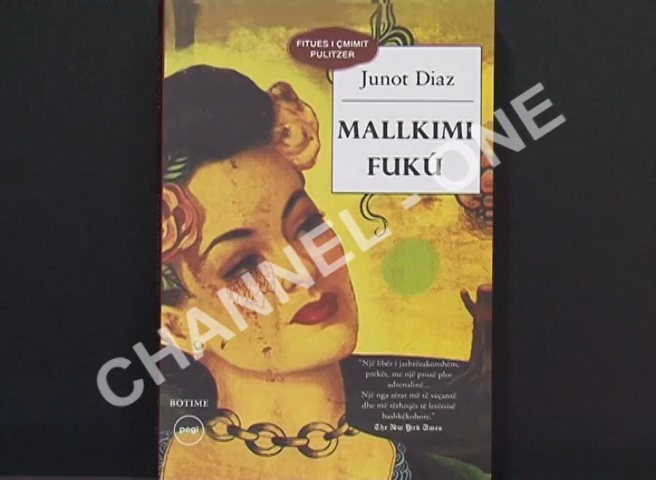 FITUES I ÇMIMIT
PULITZER
Junot Diaz
MALLKIMI
FUKÚ
CHANNEL - ONE
"Një libër i jashtëzakonshëm,
prekës, me një prozë plot
adrenalinë...
Një nga zërat më të veçantë
dhe më tërheqës të letërsisë
bashkëkohore."
The New York Times
BOTIME
pegi